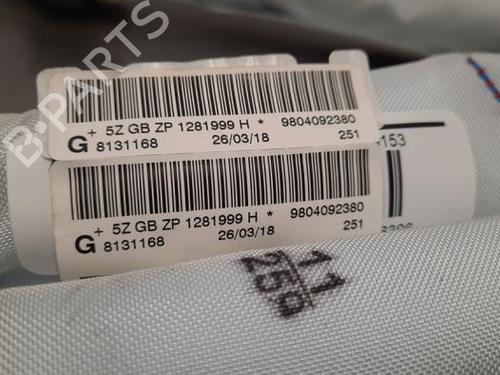 + 5Z GB ZP 1281999 H * 9804092380
G 8131168 26/03/18 251
+ 5Z GB ZP 1281999 H * 9804092380
G 8131168 26/03/18 251
153
11
25a
B-PARTS